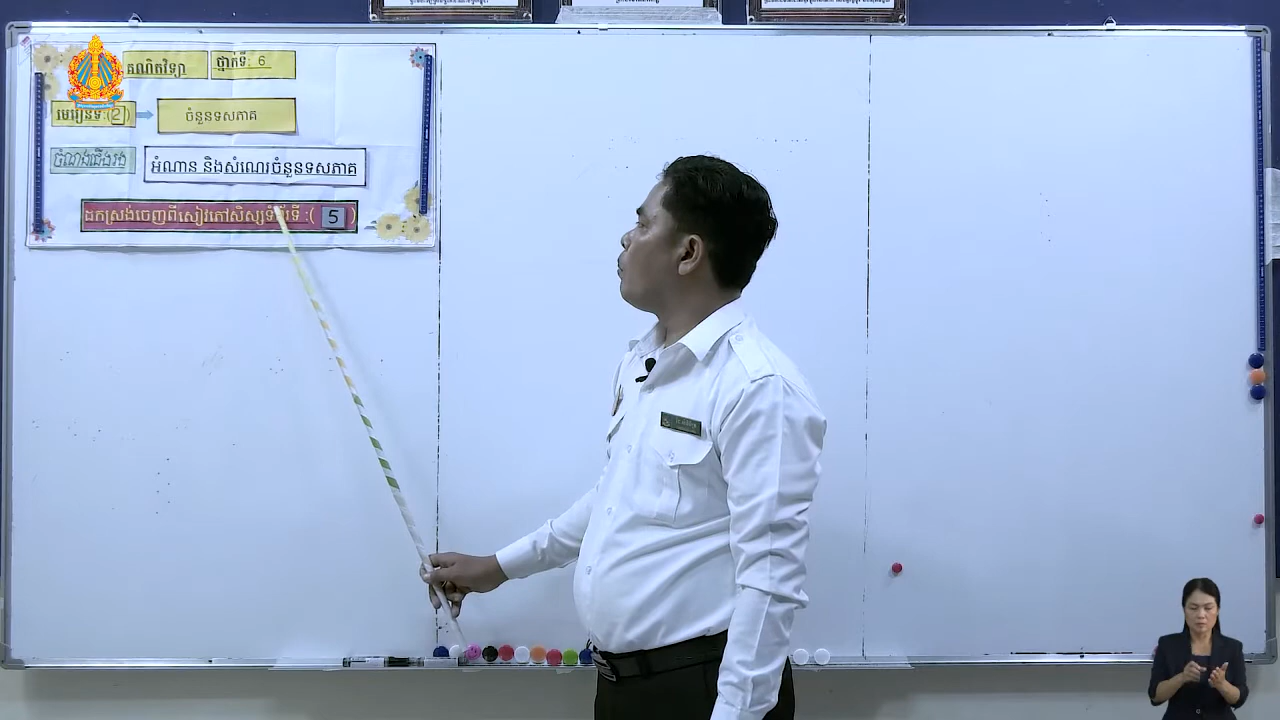 គណិតវិទ្យា ថ្នាក់ទីៈ 6
មេរៀនទីៈ(2) ចំនួនទសភាគ
ចំណងជើងរង អំណាន និងសំណេរចំនួនទសភាគ
ដកស្រង់ចេញពីសៀវភៅសិស្សទំព័រទី :( 5 )